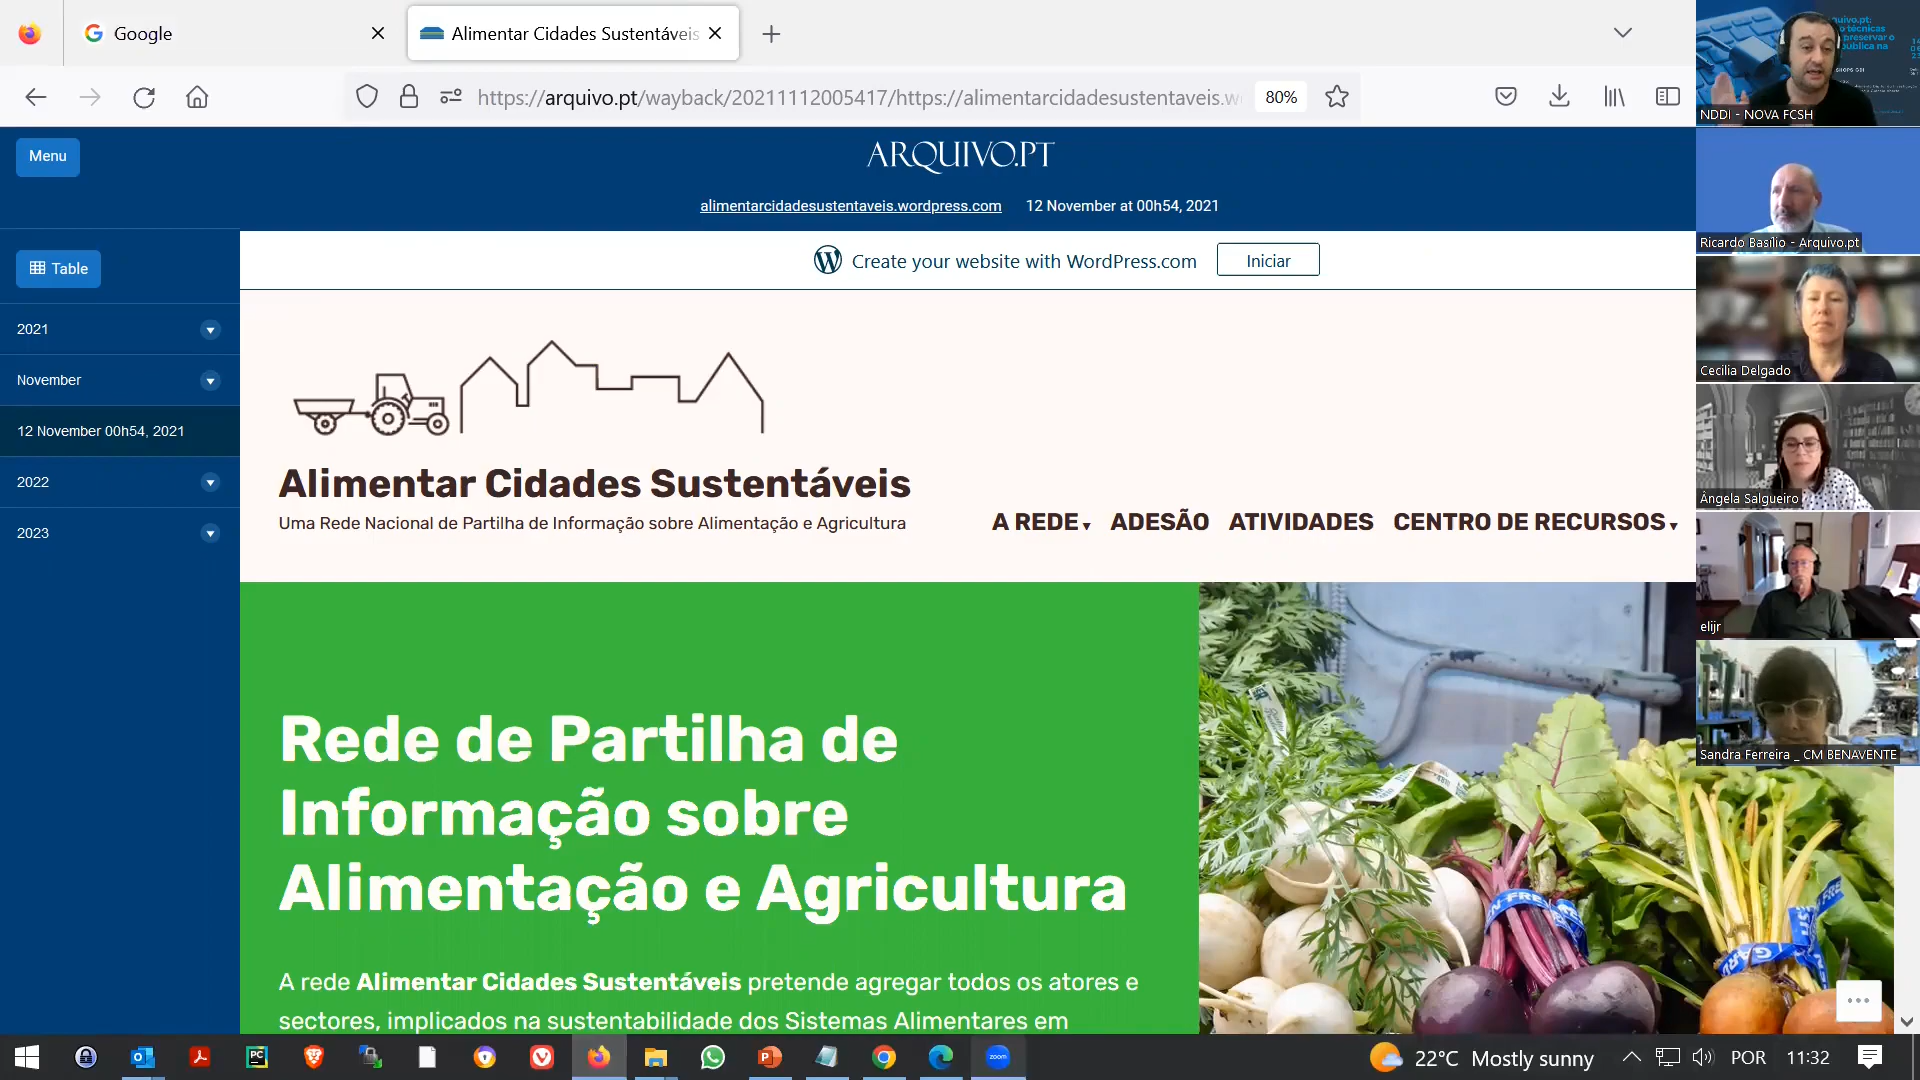 Google
Alimentar Cidades Sustentáveis
https://arquivo.pt/wayback/20211112005417/https://alimentarcidadesustentaveis.w
80%
Menu
ARQUIVO.PT
alimentarcidadesustentaveis.wordpress.com 12 November at 00h54, 2021
Table
2021
November
12 November 00h54, 2021
2022
2023
Create your website with WordPress.com
Iniciar
Alimentar Cidades Sustentáveis
Uma Rede Nacional de Partilha de Informação sobre Alimentação e Agricultura
A REDE ADESÃO ATIVIDADES CENTRO DE RECURSOS
Rede de Partilha de
Informação sobre
Alimentação e Agricultura
A rede Alimentar Cidades Sustentáveis pretende agregar todos os atores e
sectores, implicados na sustentabilidade dos Sistemas Alimentares em
NDDI - NOVA FCSH
Ricardo Basílio - Arquivo.pt
Cecilia Delgado
Ângela Salgueiro
elijr
Sandra Ferreira _ CM BENAVENTE
PC
zoom
22°C Mostly sunny
POR
11:32